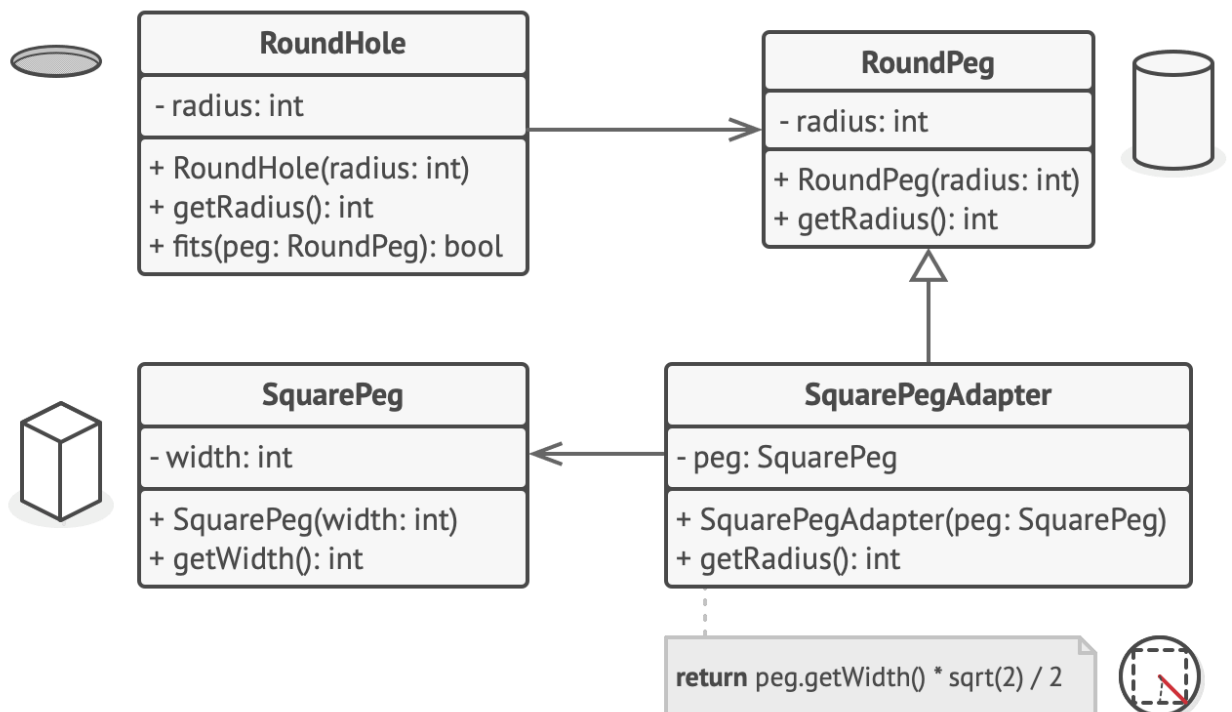 RoundHole
- radius: int
+ RoundHole(radius: int)
+ getRadius(): int
+ fits(peg: RoundPeg): bool
RoundPeg
- radius: int
+ RoundPeg(radius: int)
+ getRadius(): int
SquarePeg
- width: int
+ SquarePeg(width: int)
+ getWidth(): int
SquarePegAdapter
- peg: SquarePeg
+ SquarePegAdapter(peg: SquarePeg)
+ getRadius(): int
return peg.getWidth() * sqrt(2) / 2